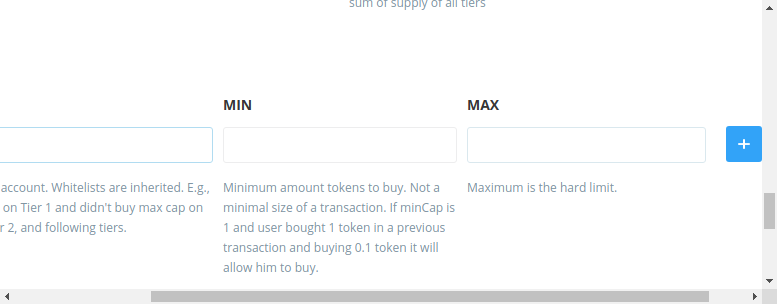 sum of supply of all tiers
MIN
MAX
+
account. Whitelists are inherited. E.g.,
on Tier 1 and didn't buy max cap on
r 2, and following tiers.
Minimum amount tokens to buy. Not a
minimal size of a transaction. If minCap is
1 and user bought 1 token in a previous
transaction and buying 0.1 token it will
allow him to buy.
Maximum is the hard limit.